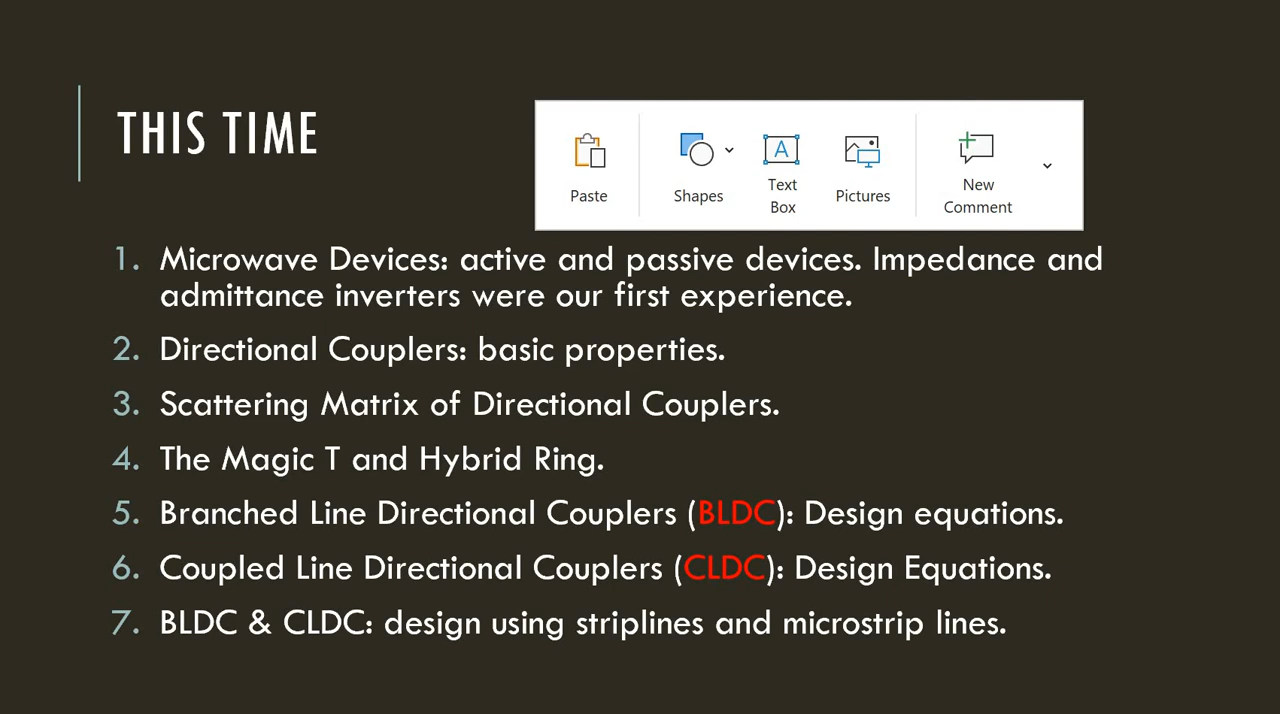 THIS TIME
Paste
Shapes
Text
Box
Pictures
New
Comment
1. Microwave Devices: active and passive devices. Impedance and
admittance inverters were our first experience.
2. Directional Couplers: basic properties.
3. Scattering Matrix of Directional Couplers.
4. The Magic T and Hybrid Ring.
5. Branched Line Directional Couplers (BLDC): Design equations.
6. Coupled Line Directional Couplers (CLDC): Design Equations.
7. BLDC & CLDC: design using striplines and microstrip lines.